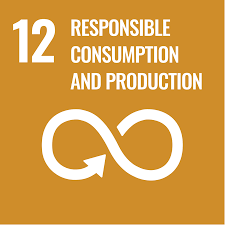 12 RESPONSIBLE
CONSUMPTION
AND PRODUCTION